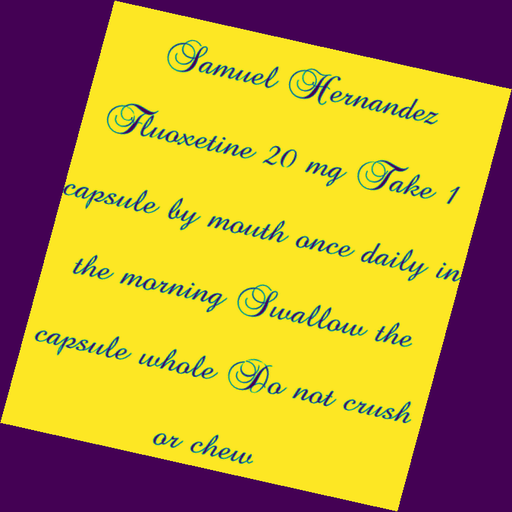 Samuel Hernandez
Fluoxetine 20 mg Take 1
capsule by mouth once daily in
the morning Swallow the
capsule whole Do not crush
or chew